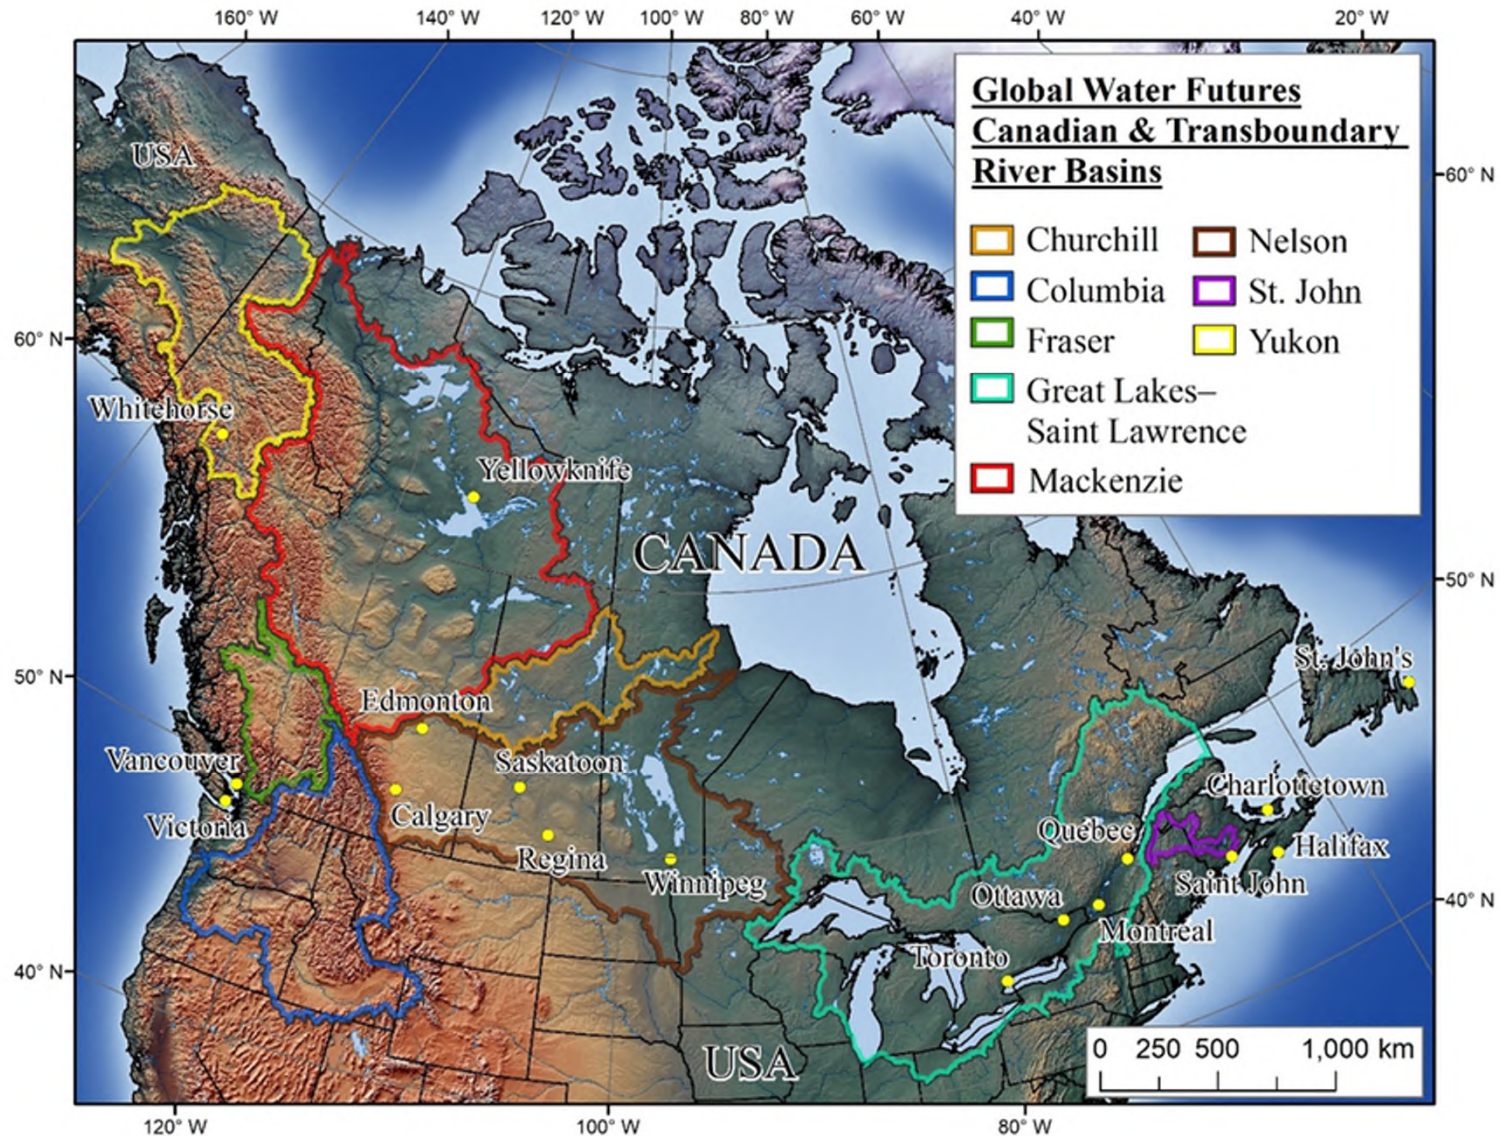 160° W
140° W
120° W
100° W
80° W
60° W
40° W
20° W
Global Water Futures
Canadian & Transboundary
River Basins
Churchill
Nelson
Columbia
St. John
Fraser
Yukon
Great Lakes–
Saint Lawrence
Mackenzie
USA
60° N
60° N
Whitehorse
Yellowknife
CANADA
50° N
50° N
St. John's
Edmonton
Vancouver
Saskatoon
Charlottetown
Calgary
Victoria
Québec
Halifax
Regina
Winnipeg
Saint John
Ottawa
40° N
Montreal
Toronto
40° N
USA
0 250 500 1,000 km
120° W
100° W
80° W